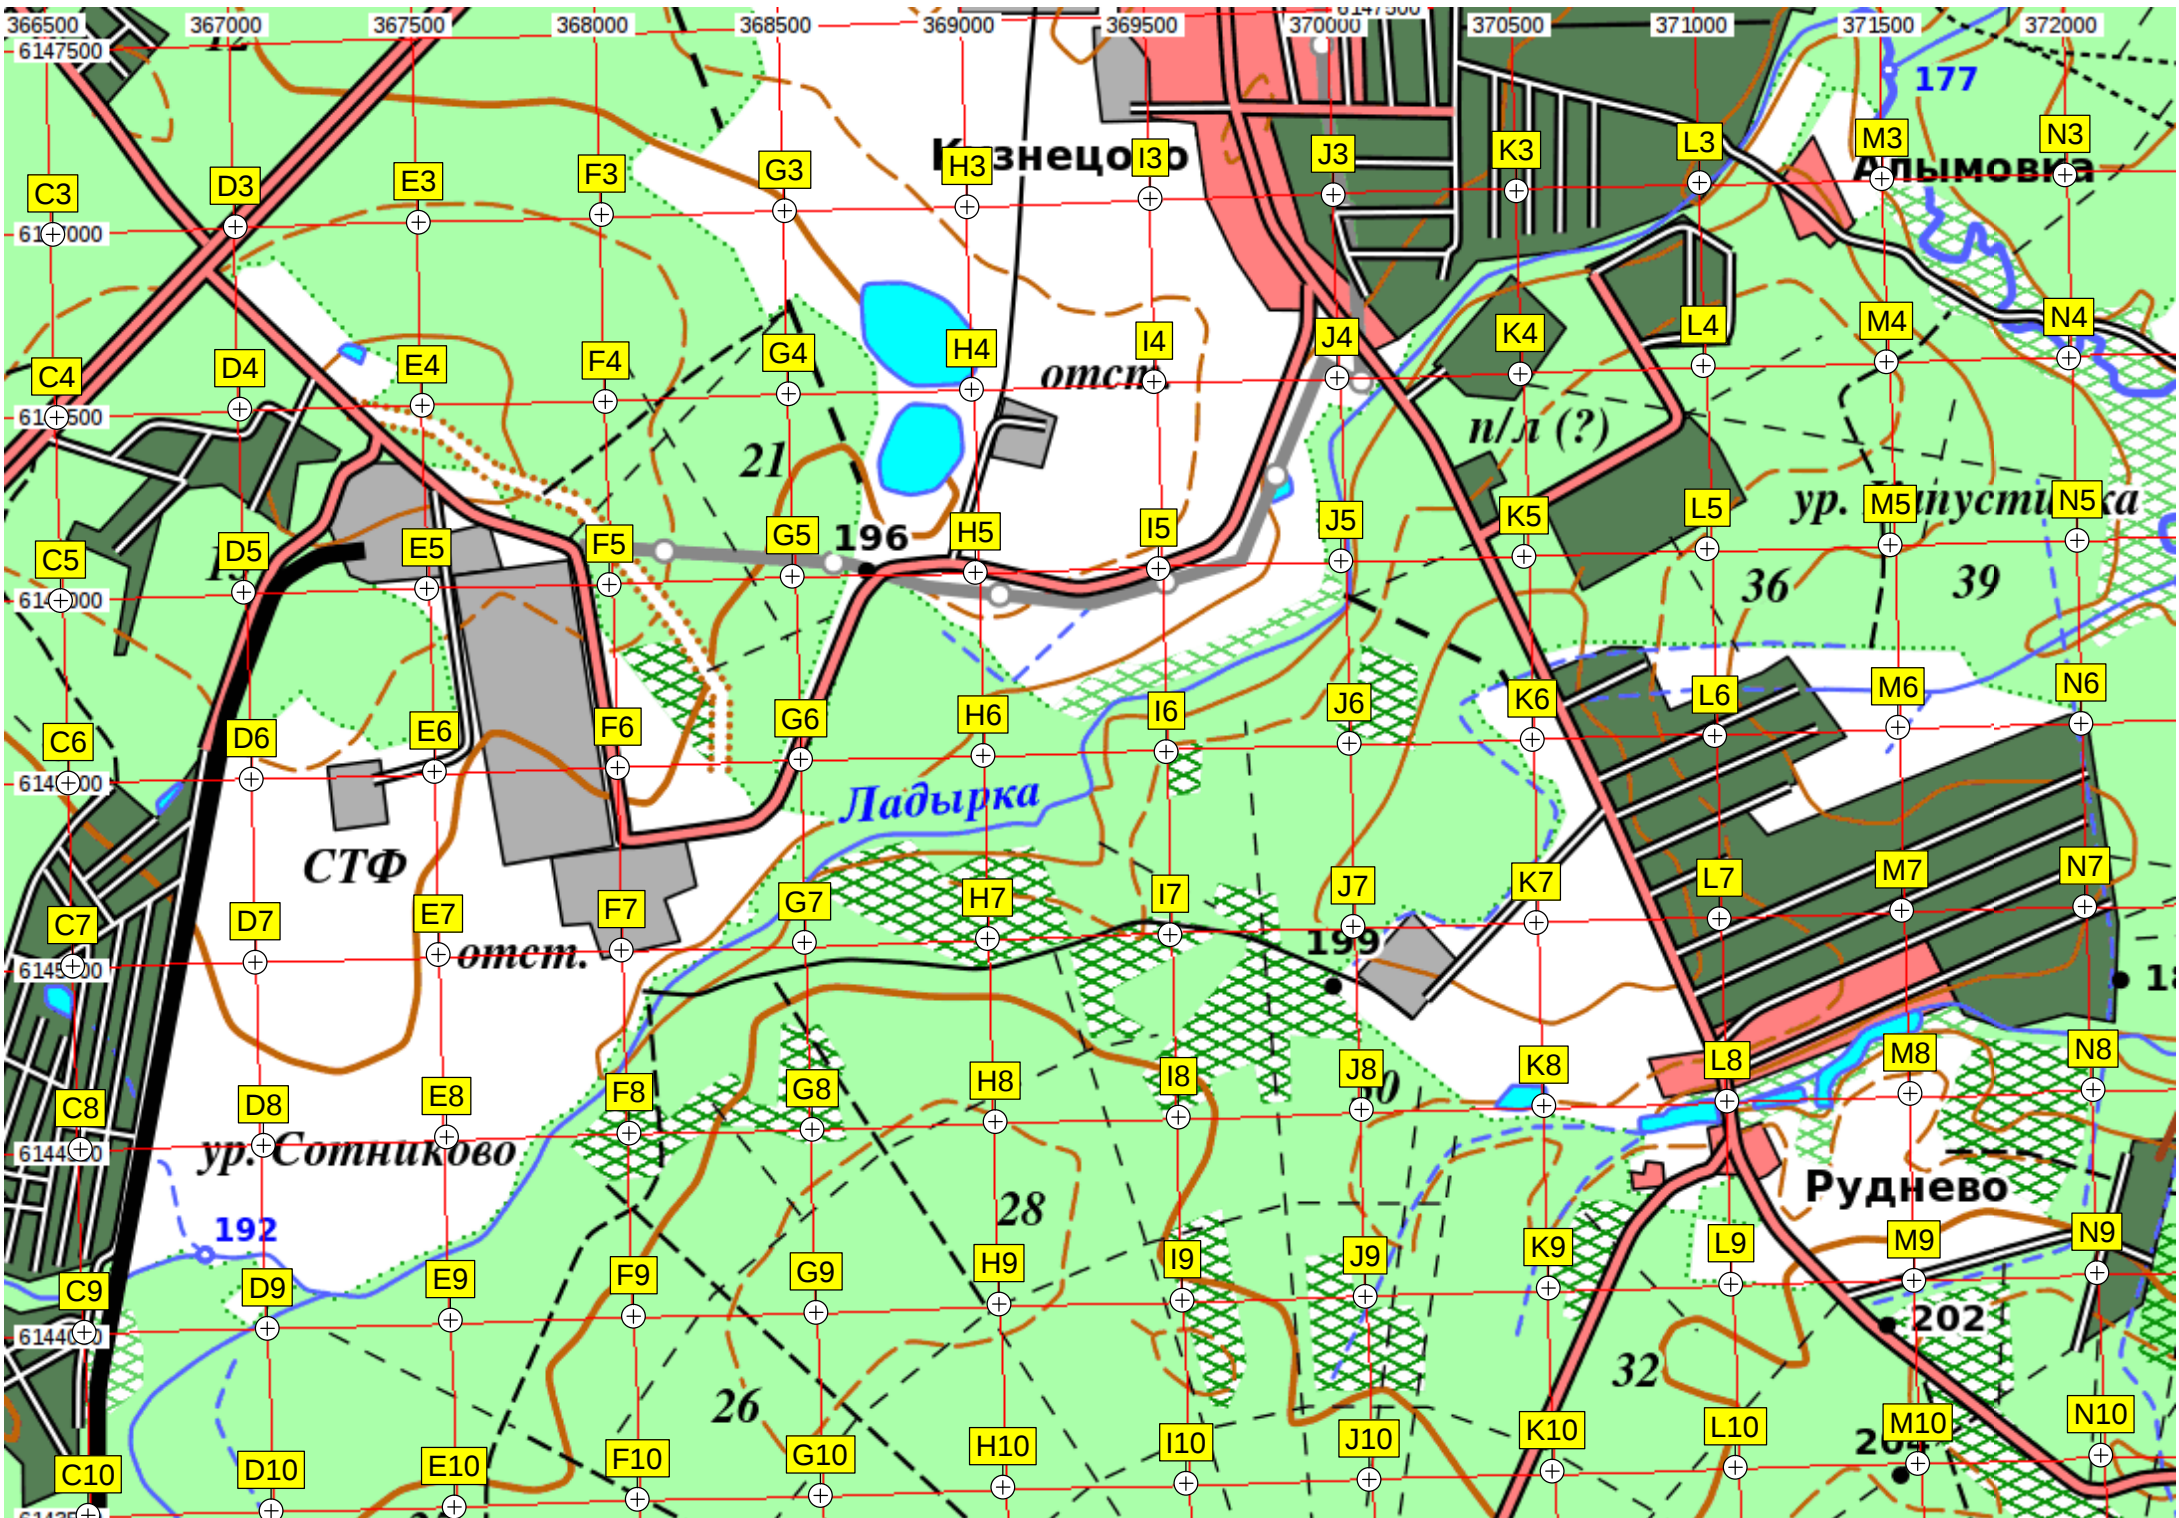 366500 367000 367500 368000 368500 369000 369500 370000 370500 371000 371500 372000
6147500
177
C3 D3 E3 F3 G3 H3 I3 J3 K3 L3 M3 N3
Алымовка
C4 D4 E4 F4 G4 H4 I4 J4 K4 L4 M4 N4
отст.
п/л (?)
21
ур.
C5 D5 E5 F5 G5 H5 I5 J5 K5 L5 M5 N5
196
36
39
C6 D6 E6 F6 G6 H6 I6 J6 K6 L6 M6 N6
Ладырка
СТФ
C7 D7 E7 F7 G7 H7 I7 J7 K7 L7 M7 N7
отст.
199
C8 D8 E8 F8 G8 H8 I8 J8 K8 L8 M8 N8
ур. Сотниково
Руднево
28
192
C9 D9 E9 F9 G9 H9 I9 J9 K9 L9 M9 N9
202
32
26
C10 D10 E10 F10 G10 H10 I10 J10 K10 L10 M10 N10